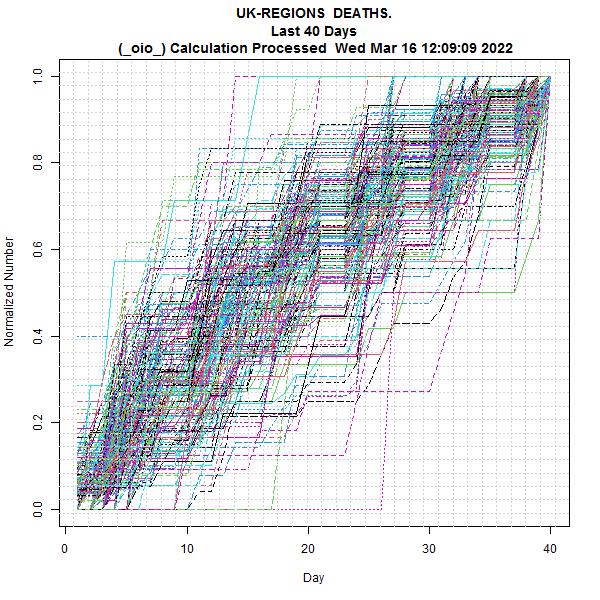 UK-REGIONS DEATHS.
Last 40 Days
(_oio_) Calculation Processed Wed Mar 16 12:09:09 2022
Normalized Number
1.0
0.8
0.6
0.4
0.2
0.0
0 10 20 30 40
Day